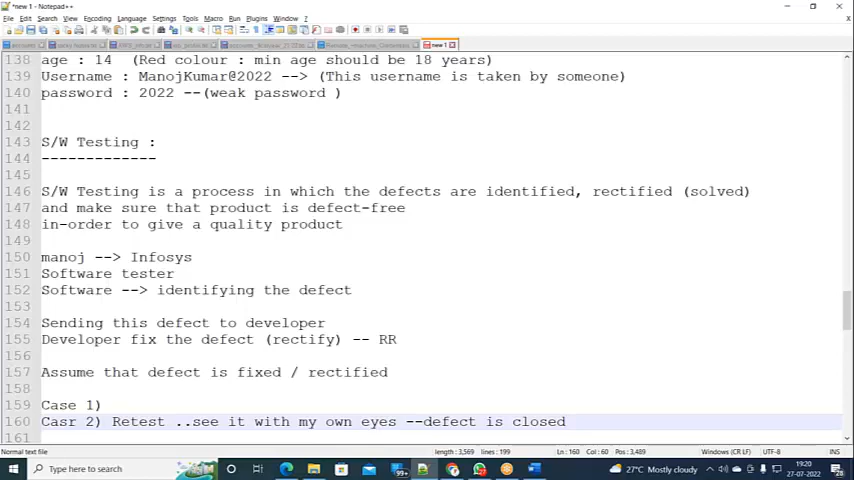 *new 1 - Notepad++
File Edit Search View Encoding Language Settings Tools Macro Run Plugins Window ?
new 1
138 age : 14 (Red colour : min age should be 18 years)
139 Username : ManojKumar@2022 --> (This username is taken by someone)
140 password : 2022 --(weak password )
141
142
143 S/W Testing :
144 -------------
145
146 S/W Testing is a process in which the defects are identified, rectified (solved)
147 and make sure that product is defect-free
148 in-order to give a quality product
149
150 manoj --> Infosys
151 Software tester
152 Software --> identifying the defect
153
154 Sending this defect to developer
155 Developer fix the defect (rectify) -- RR
156
157 Assume that defect is fixed / rectified
158
159 Case 1)
160 Casr 2) Retest ..see it with my own eyes --defect is closed
161
Normal text file length : 3,569 lines : 199 Ln : 160 Col : 60 Pos : 3,489 Windows (CR LF) UTF-8 INS
Type here to search 99+ 27°C Mostly cloudy 19:20
27-07-2022